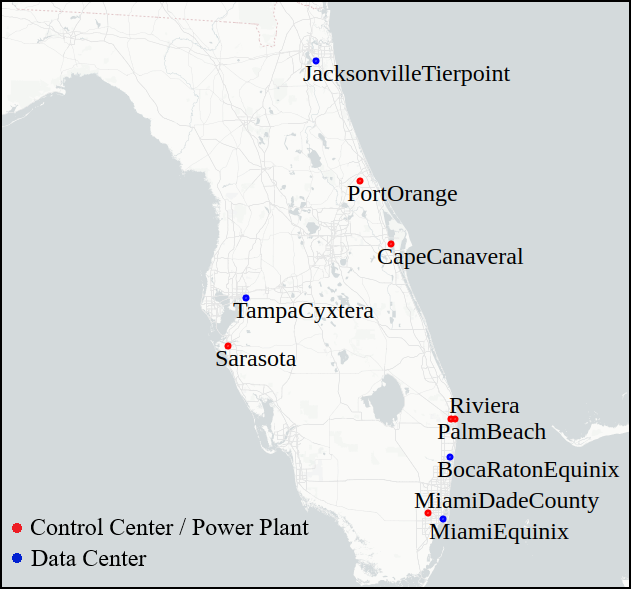 JacksonvilleTierpoint
PortOrange
CapeCanaveral
TampaCyxtera
Sarasota
Riviera
PalmBeach
BocaRatonEquinix
MiamiDadeCounty
MiamiEquinix
Control Center / Power Plant
Data Center